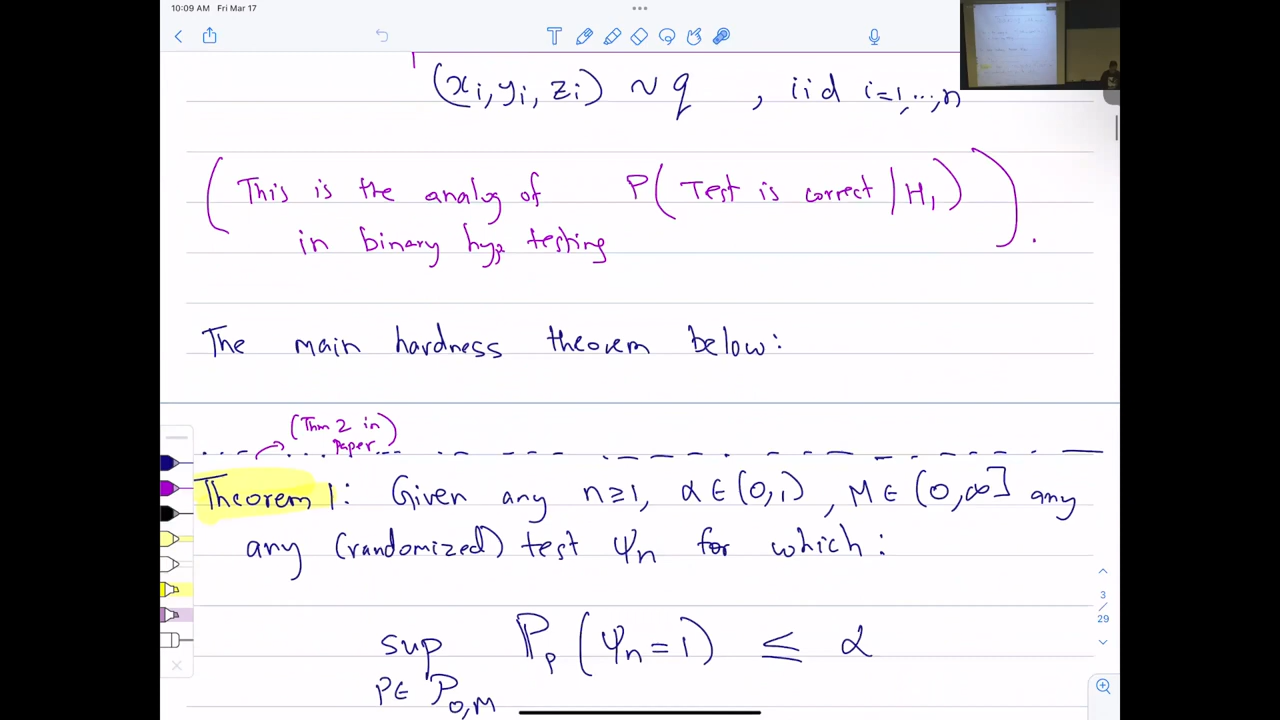 10:09 AM Fri Mar 17
(xi, yi, zi) ~ q , iid i=1,...,n
(This is the analog of P(Test is correct | H1)
in binary hyp testing).
The main hardness theorem below:
(Thm 2 in
paper)
Theorem 1: Given any n≥1, α∈(0,1), M∈(0,∞] any
any (randomized) test ψn for which:
sup ℙp(ψn=1) ≤ α
P∈ P0,M
3
/
29